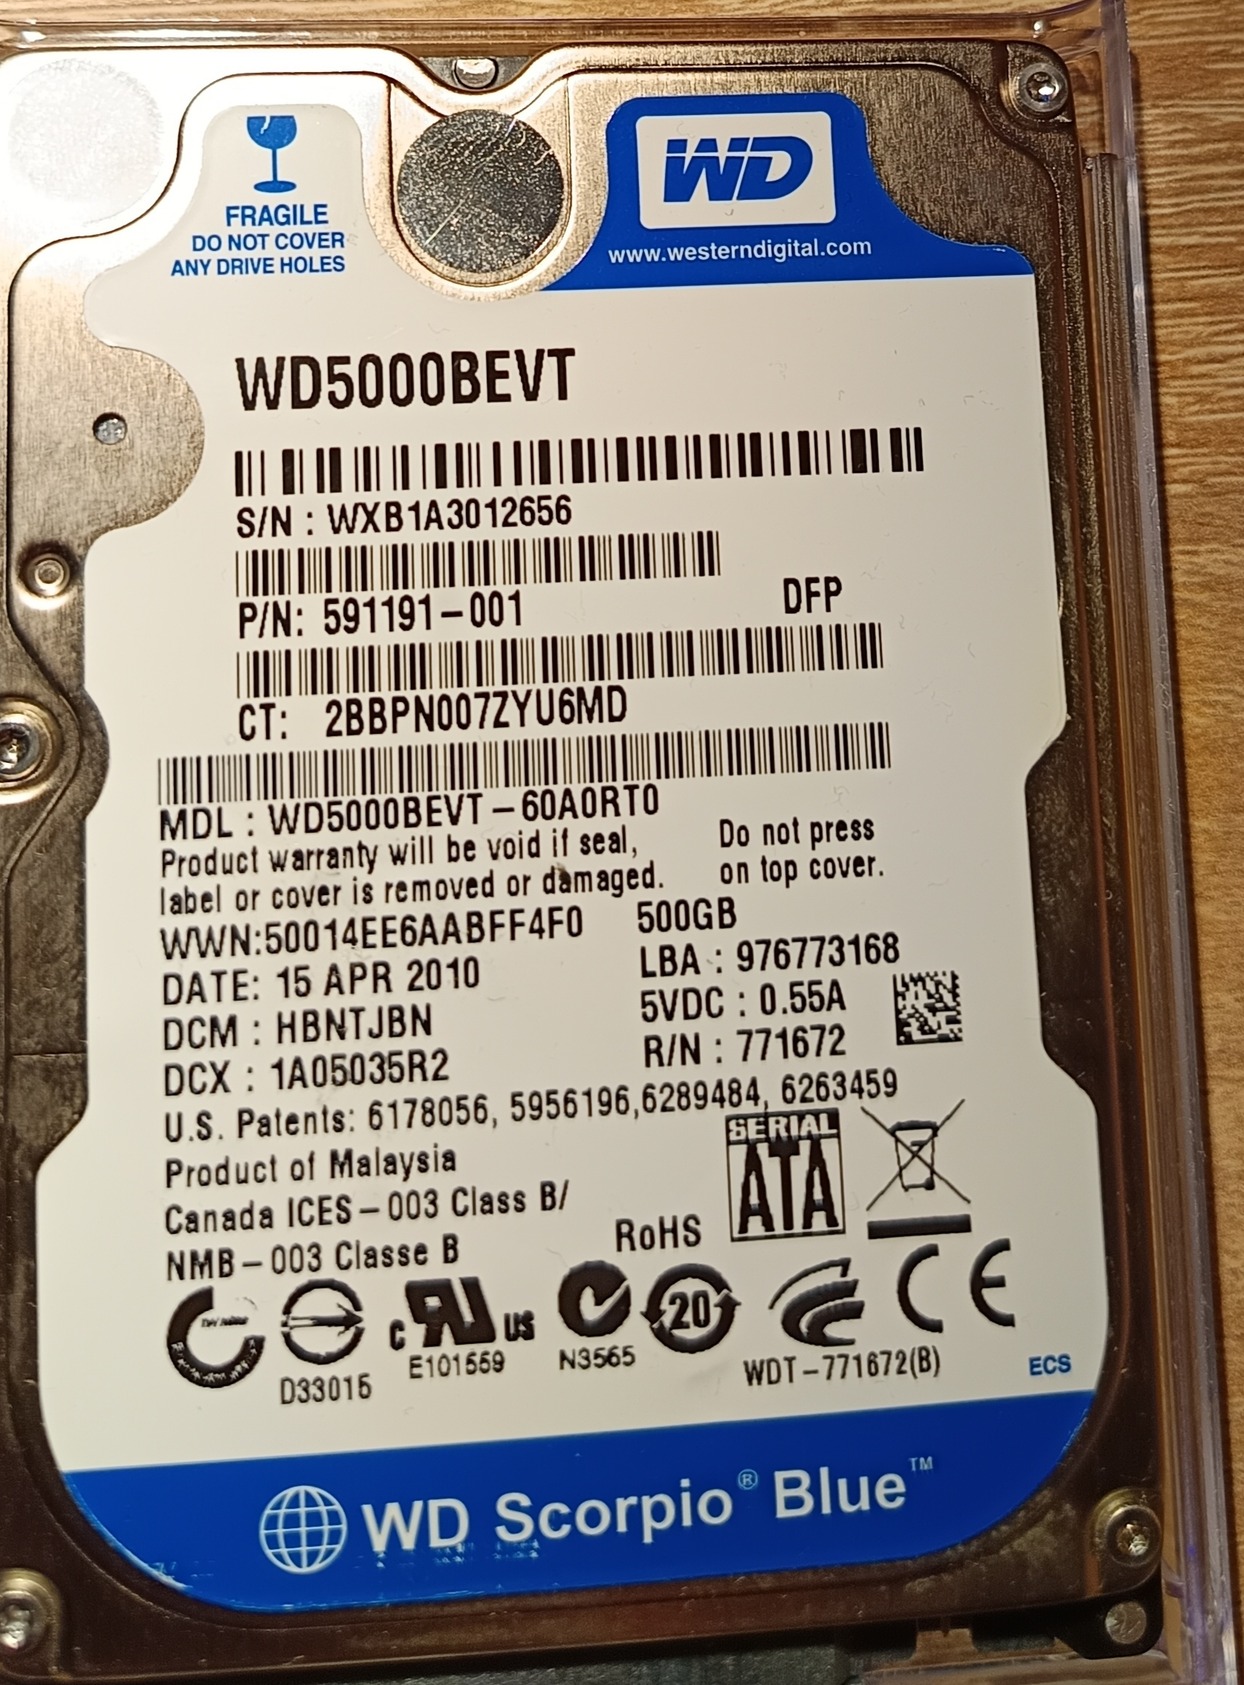 FRAGILE
DO NOT COVER
ANY DRIVE HOLES
WD
www.westerndigital.com
WD5000BEVT
S/N : WXB1A3012656
P/N: 591191-001
DFP
CT: 2BBPN007ZYU6MD
MDL : WD5000BEVT-60A0RT0
Product warranty will be void if seal,
label or cover is removed or damaged.
Do not press
on top cover.
WWN:50014EE6AABFF4F0
DATE: 15 APR 2010
DCM : HBNTJBN
DCX : 1A05035R2
500GB
LBA : 976773168
5VDC : 0.55A
R/N : 771672
U.S. Patents: 6178056, 5956196,6289484, 6263459
Product of Malaysia
Canada ICES-003 Class B/
NMB-003 Classe B
RoHS
SERIAL
ATA
D33015
c RU US
E101559
N3565
20
CE
WDT-771672(B)
ECS
WD Scorpio® Blue™